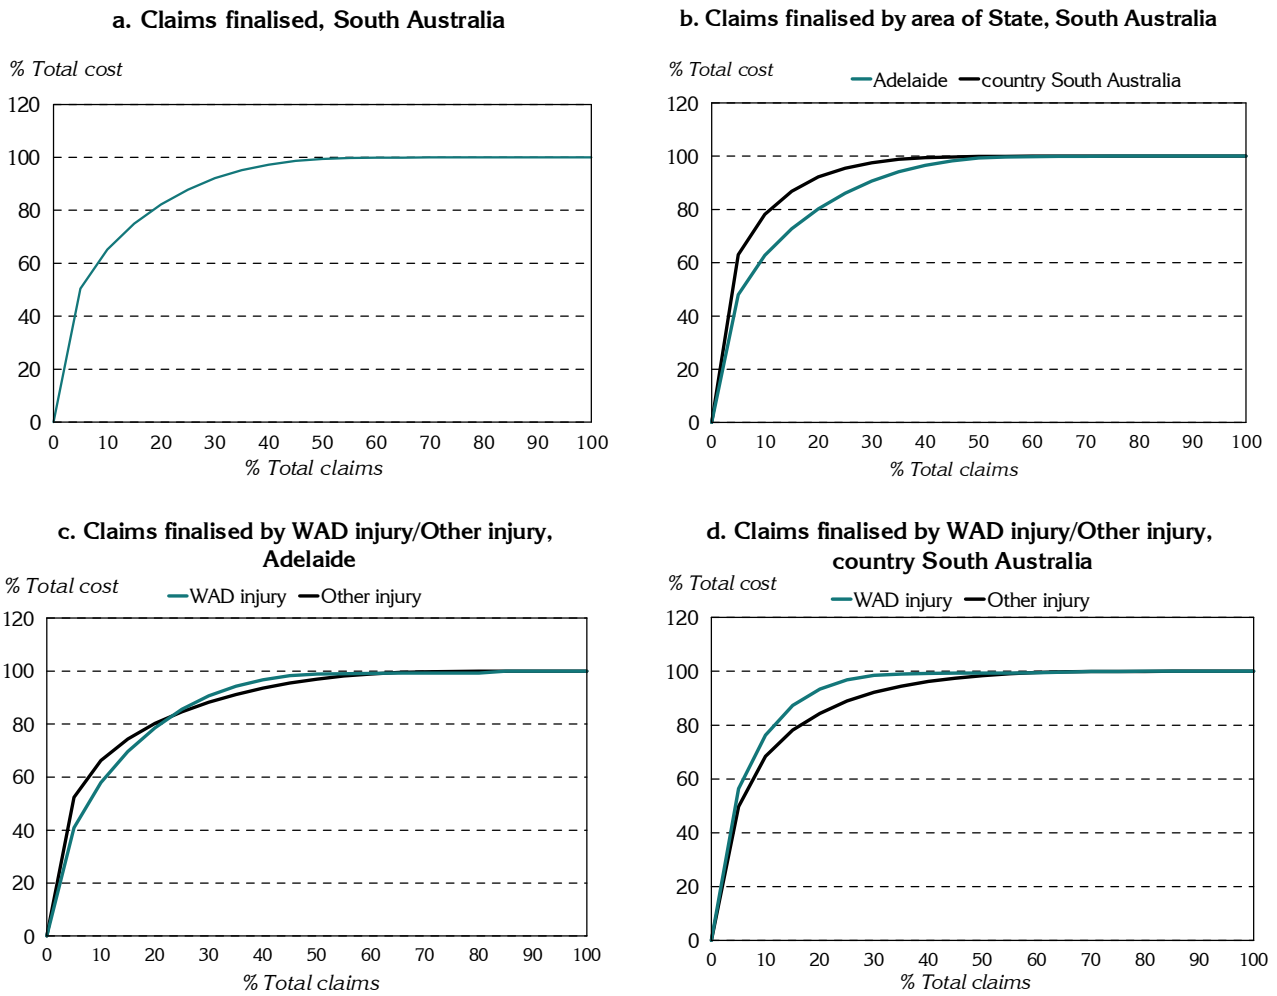 a. Claims finalised, South Australia
% Total cost
120
100
80
60
40
20
0
0 10 20 30 40 50 60 70 80 90 100
% Total claims
b. Claims finalised by area of State, South Australia
% Total cost
Adelaide country South Australia
120
100
80
60
40
20
0
0 10 20 30 40 50 60 70 80 90 100
% Total claims
c. Claims finalised by WAD injury/Other injury,
Adelaide
% Total cost
WAD injury Other injury
120
100
80
60
40
20
0
0 10 20 30 40 50 60 70 80 90 100
% Total claims
d. Claims finalised by WAD injury/Other injury,
country South Australia
% Total cost
WAD injury Other injury
120
100
80
60
40
20
0
0 10 20 30 40 50 60 70 80 90 100
% Total claims